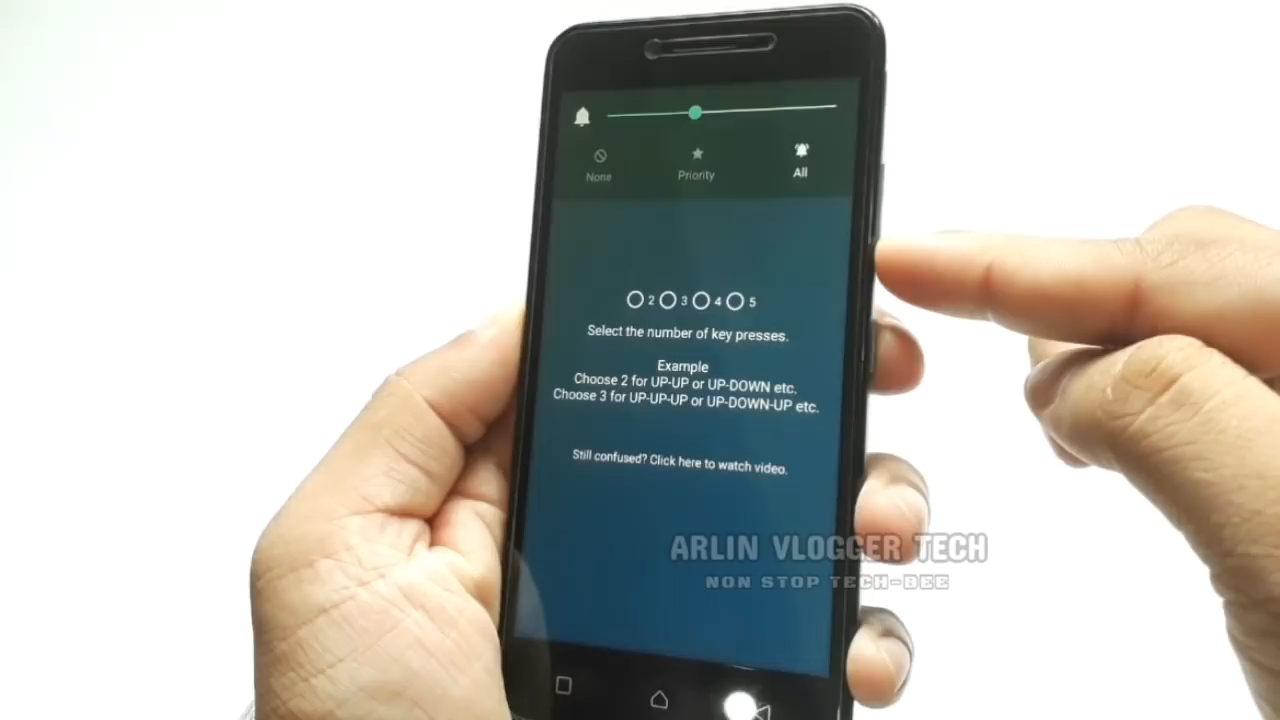 None Priority All
2 3 4 5
Select the number of key presses.
Example
Choose 2 for UP-UP or UP-DOWN etc.
Choose 3 for UP-UP-UP or UP-DOWN-UP etc.
Still confused? Click here to watch video.
ARLIN VLOGGER TECH
NON STOP TECH-BEE